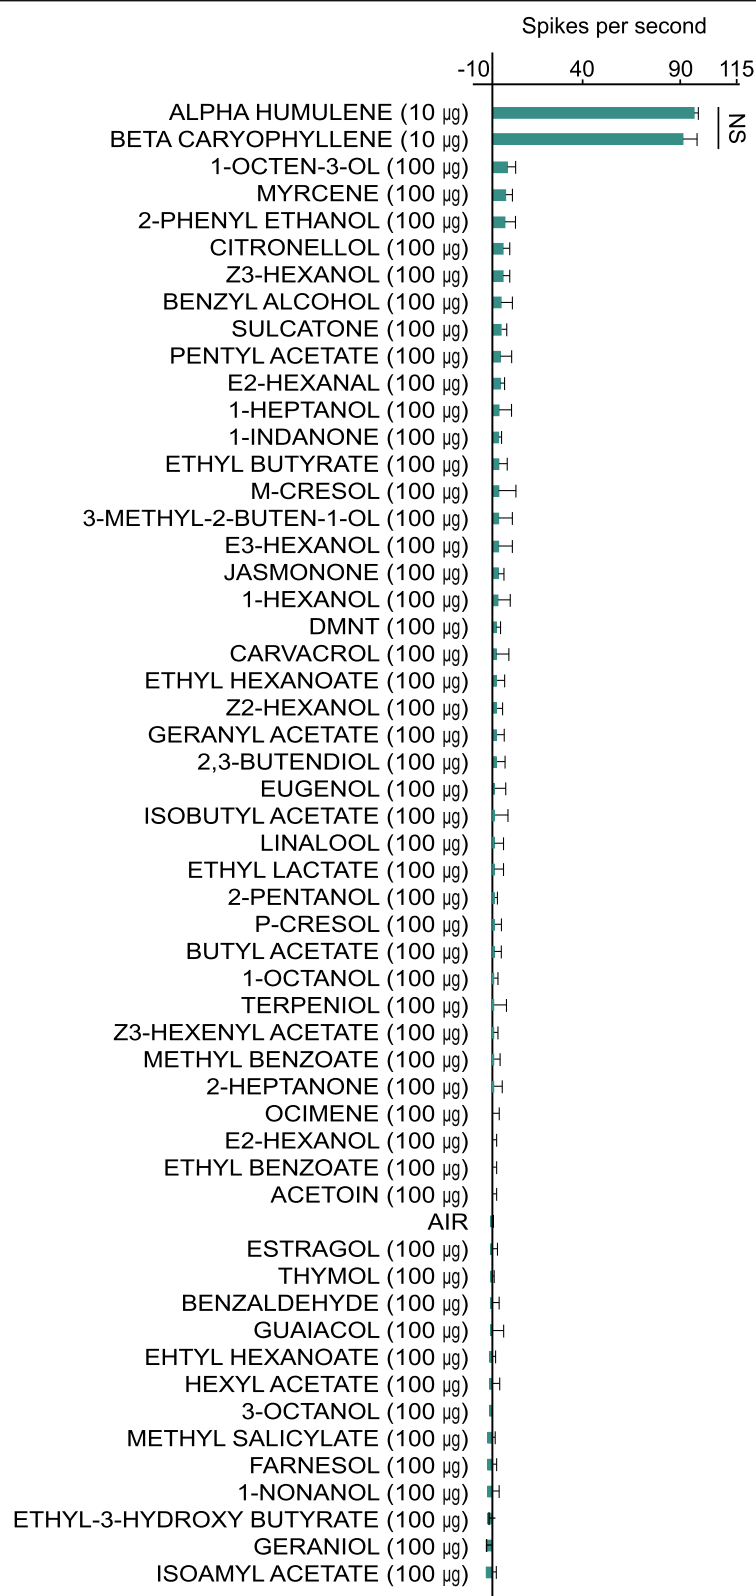 Spikes per second
-10 40 90 115
ALPHA HUMULENE (10 µg)
NS
BETA CARYOPHYLLENE (10 µg)
1-OCTEN-3-OL (100 µg)
MYRCENE (100 µg)
2-PHENYL ETHANOL (100 µg)
CITRONELLOL (100 µg)
Z3-HEXANOL (100 µg)
BENZYL ALCOHOL (100 µg)
SULCATONE (100 µg)
PENTYL ACETATE (100 µg)
E2-HEXANAL (100 µg)
1-HEPTANOL (100 µg)
1-INDANONE (100 µg)
ETHYL BUTYRATE (100 µg)
M-CRESOL (100 µg)
3-METHYL-2-BUTEN-1-OL (100 µg)
E3-HEXANOL (100 µg)
JASMONONE (100 µg)
1-HEXANOL (100 µg)
DMNT (100 µg)
CARVACROL (100 µg)
ETHYL HEXANOATE (100 µg)
Z2-HEXANOL (100 µg)
GERANYL ACETATE (100 µg)
2,3-BUTENDIOL (100 µg)
EUGENOL (100 µg)
ISOBUTYL ACETATE (100 µg)
LINALOOL (100 µg)
ETHYL LACTATE (100 µg)
2-PENTANOL (100 µg)
P-CRESOL (100 µg)
BUTYL ACETATE (100 µg)
1-OCTANOL (100 µg)
TERPENIOL (100 µg)
Z3-HEXENYL ACETATE (100 µg)
METHYL BENZOATE (100 µg)
2-HEPTANONE (100 µg)
OCIMENE (100 µg)
E2-HEXANOL (100 µg)
ETHYL BENZOATE (100 µg)
ACETOIN (100 µg)
AIR
ESTRAGOL (100 µg)
THYMOL (100 µg)
BENZALDEHYDE (100 µg)
GUAIACOL (100 µg)
EHTYL HEXANOATE (100 µg)
HEXYL ACETATE (100 µg)
3-OCTANOL (100 µg)
METHYL SALICYLATE (100 µg)
FARNESOL (100 µg)
1-NONANOL (100 µg)
ETHYL-3-HYDROXY BUTYRATE (100 µg)
GERANIOL (100 µg)
ISOAMYL ACETATE (100 µg)